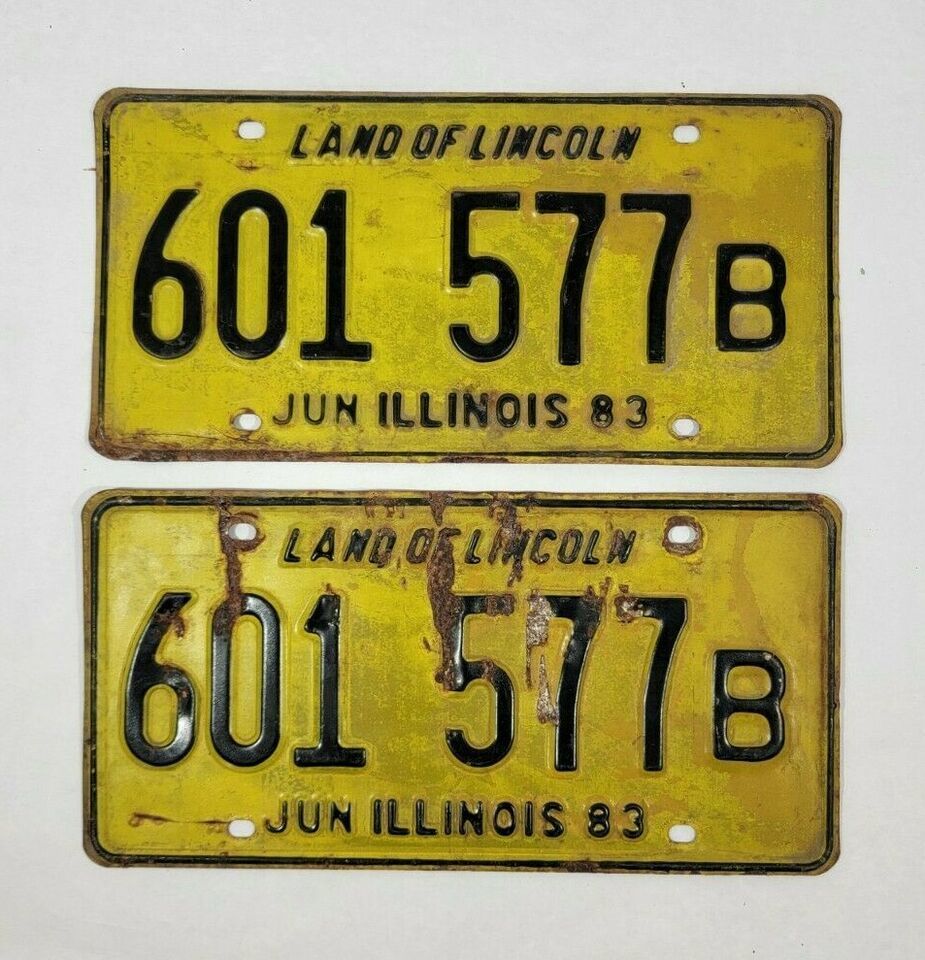 LAND OF LINCOLN
601 577 B
JUN ILLINOIS 83
LAND OF LINCOLN
601 577 B
JUN ILLINOIS 83